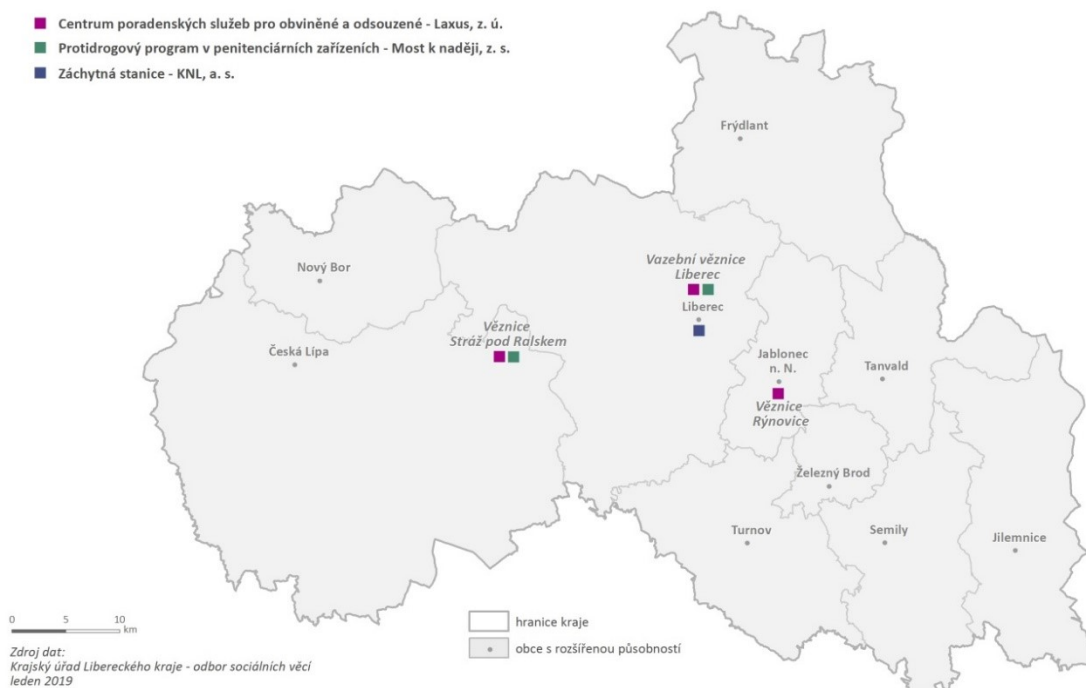 Centrum poradenských služeb pro obviněné a odsouzené - Laxus, z. ú.
Protidrogový program v penitenciárních zařízeních - Most k naději, z. s.
Záchytná stanice - KNL, a. s.
Frýdlant
Nový Bor
Vazební věznice
Liberec
Liberec
Věznice
Stráž pod Ralskem
Česká Lípa
Jablonec
n. N.
Tanvald
Věznice
Rýnovice
Železný Brod
Turnov
Semily
Jilemnice
0 5 10
km
hranice kraje
obce s rozšířenou působností
Zdroj dat:
Krajský úřad Libereckého kraje - odbor sociálních věcí
leden 2019